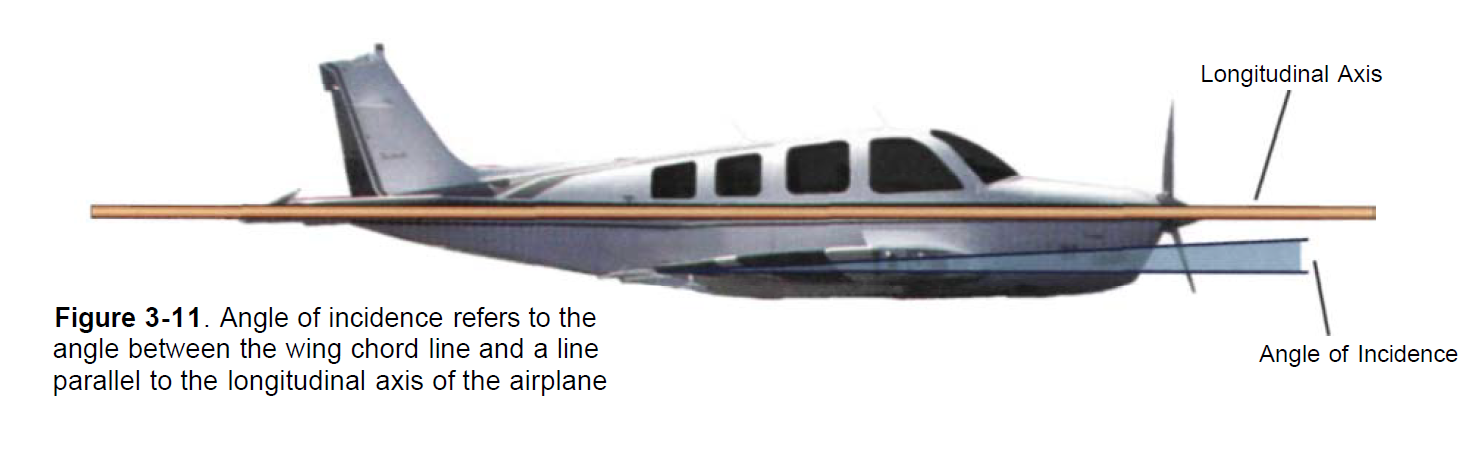 Longitudinal Axis
Figure 3-11. Angle of incidence refers to the
angle between the wing chord line and a line
parallel to the longitudinal axis of the airplane
Angle of Incidence